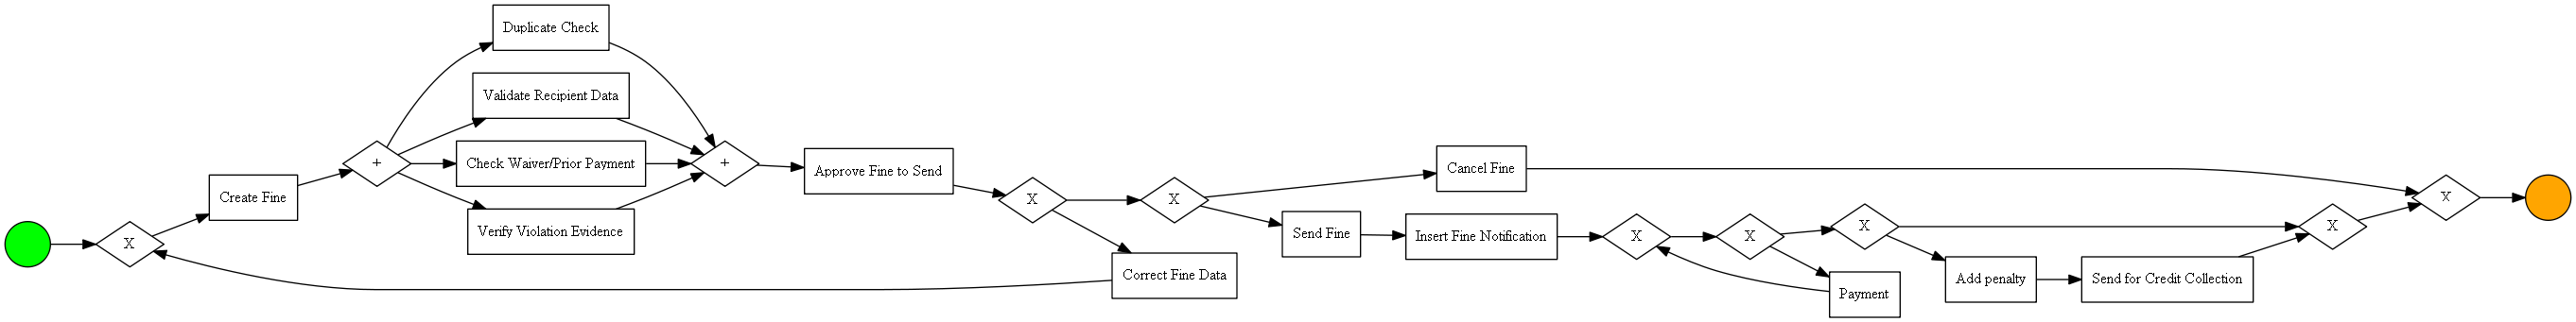 X
Create Fine
+
Duplicate Check
Validate Recipient Data
Check Waiver/Prior Payment
Verify Violation Evidence
+
Approve Fine to Send
X
Correct Fine Data
X
Cancel Fine
Send Fine
Insert Fine Notification
X
X
Payment
X
Add penalty
Send for Credit Collection
X
X